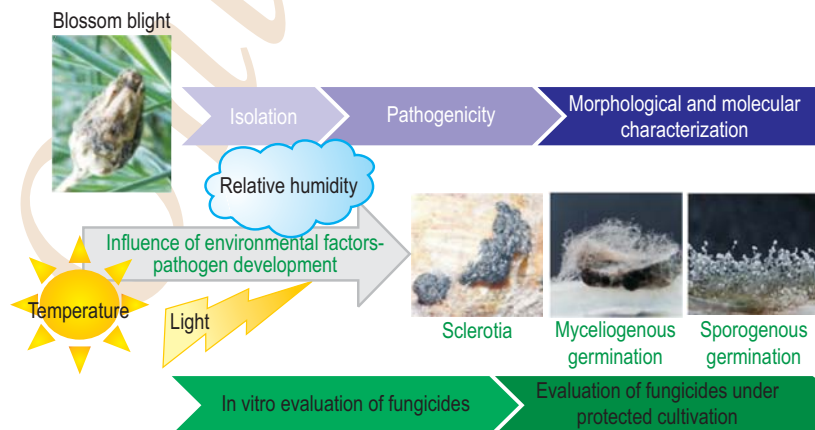 Blossom blight
Isolation
Pathogenicity
Morphological and molecular
characterization
Relative humidity
Influence of environmental factors-
pathogen development
Temperature
Light
Sclerotia
Myceliogenous
germination
Sporogenous
germination
In vitro evaluation of fungicides
Evaluation of fungicides under
protected cultivation